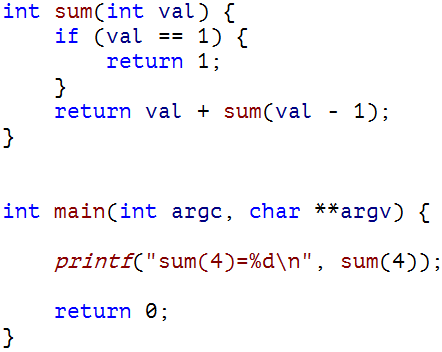 int sum(int val) {
    if (val == 1) {
        return 1;
    }
    return val + sum(val - 1);
}
int main(int argc, char **argv) {
    printf("sum(4)=%d\n", sum(4));
    return 0;
}